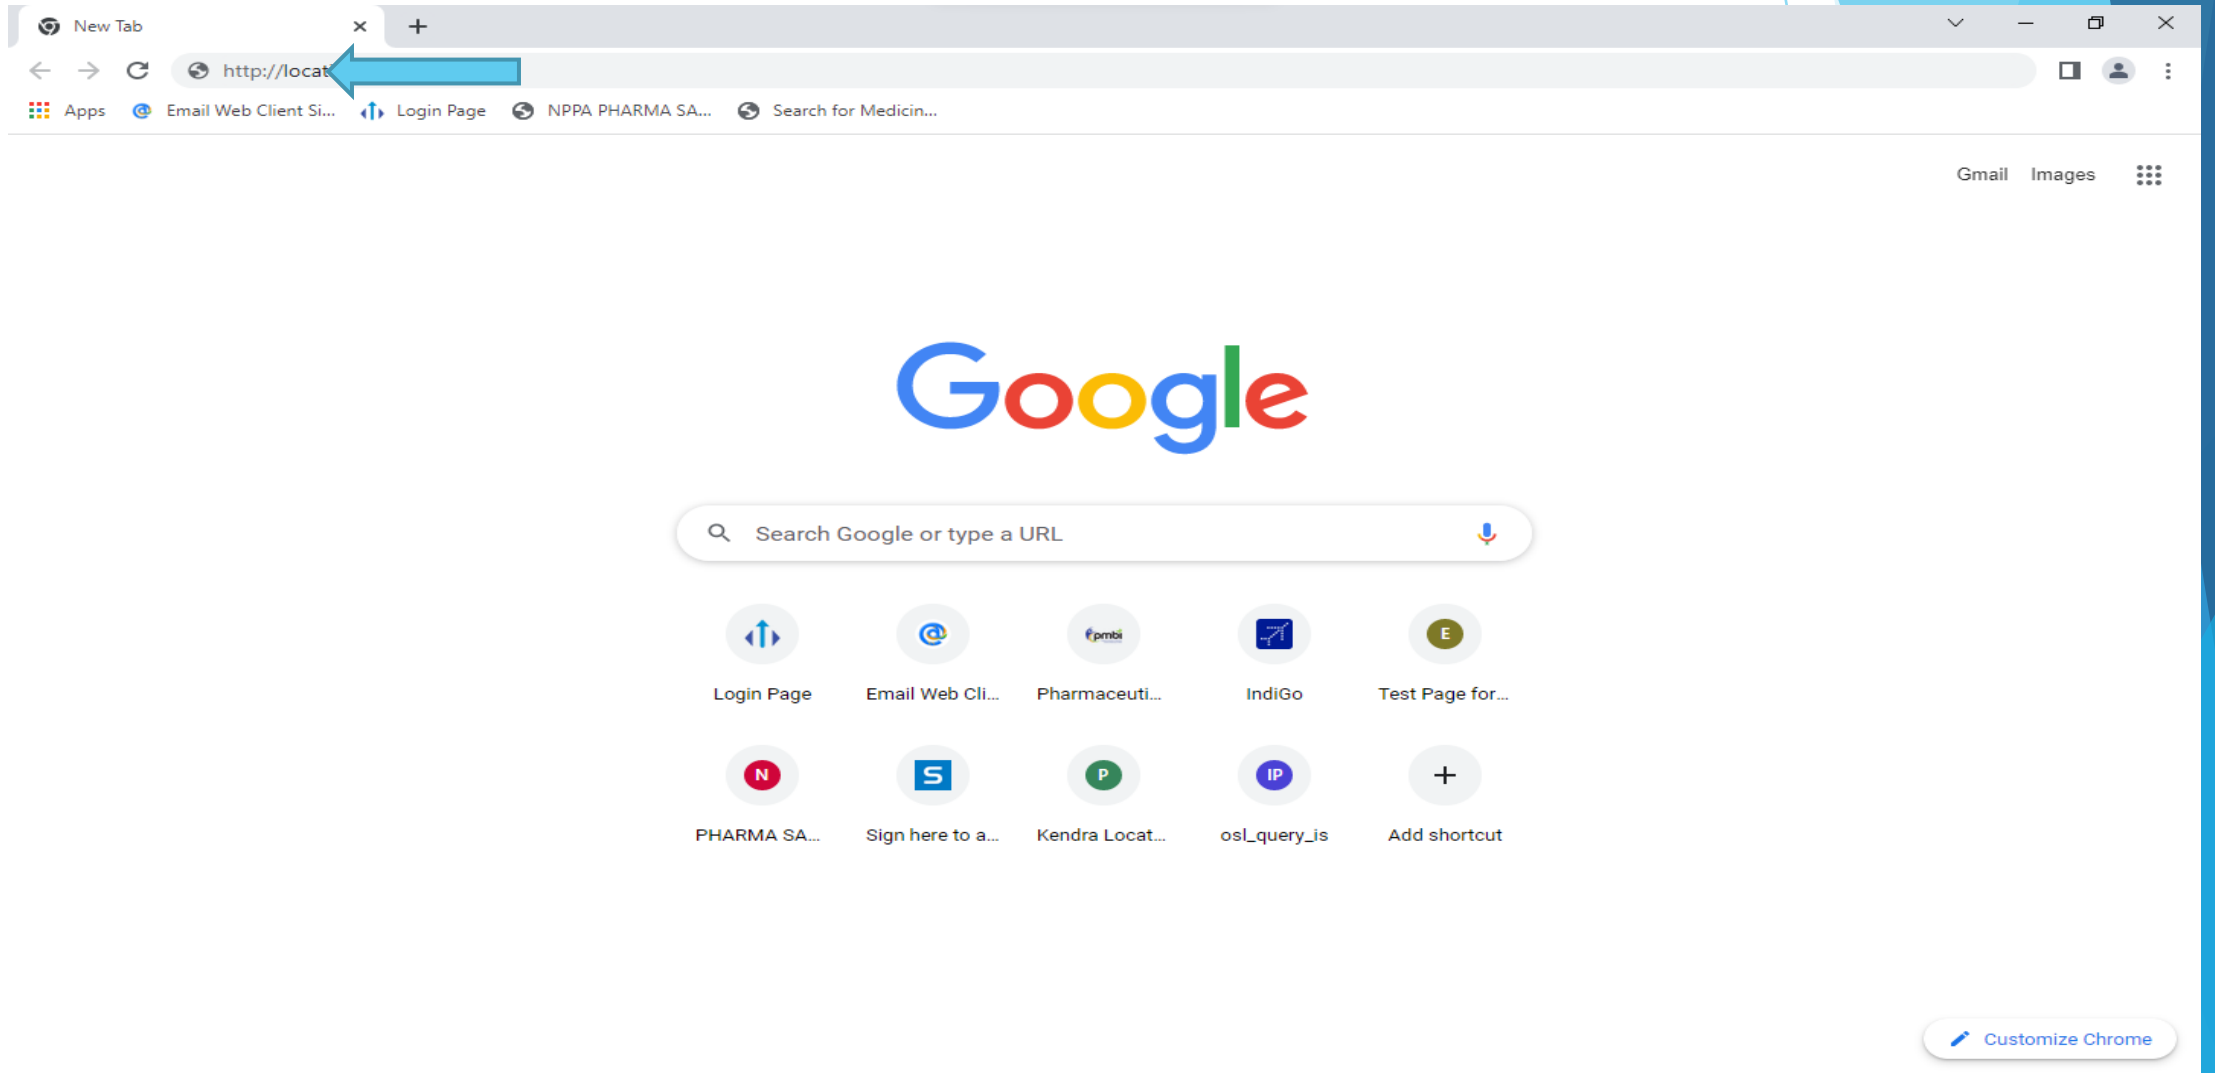 New Tab
http://locat
Apps Email Web Client Si... Login Page NPPA PHARMA SA... Search for Medicin...
Gmail Images
Google
Search Google or type a URL
pmbi E
Login Page Email Web Cli... Pharmaceuti... IndiGo Test Page for...
N S P IP
PHARMA SA... Sign here to a... Kendra Locat... osl_query_is Add shortcut
Customize Chrome